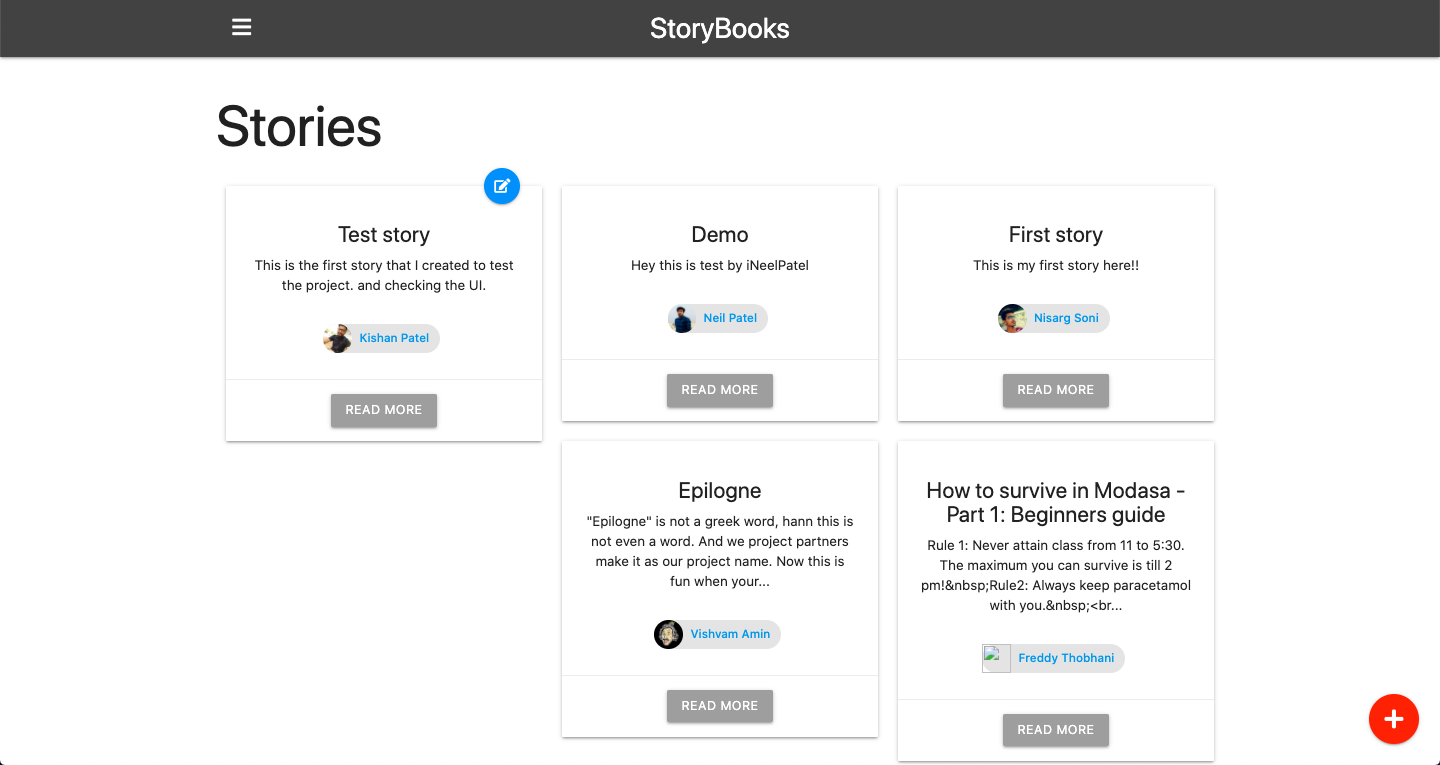 StoryBooks
Stories
Test story
This is the first story that I created to test
the project. and checking the UI.
Kishan Patel
READ MORE
Demo
Hey this is test by iNeelPatel
Neil Patel
READ MORE
First story
This is my first story here!!
Nisarg Soni
READ MORE
Epilogne
"Epilogne" is not a greek word, hann this is
not even a word. And we project partners
make it as our project name. Now this is
fun when your...
Vishvam Amin
READ MORE
How to survive in Modasa -
Part 1: Beginners guide
Rule 1: Never attain class from 11 to 5:30.
The maximum you can survive is till 2
pm!&nbsp;Rule2: Always keep paracetamol
with you.&nbsp;<br...
Freddy Thobhani
READ MORE